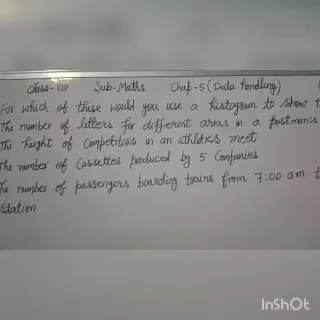 Class-VIII Sub-Maths Chap-5 (Data handling)
For which of these would you use a histogram to show
The number of letters for different areas in a postman's
The height of Competitors in an athletics meet
The number of Cassettes produced by 5 Companies
The number of passengers boarding trains from 7:00 am
Station
InShOt